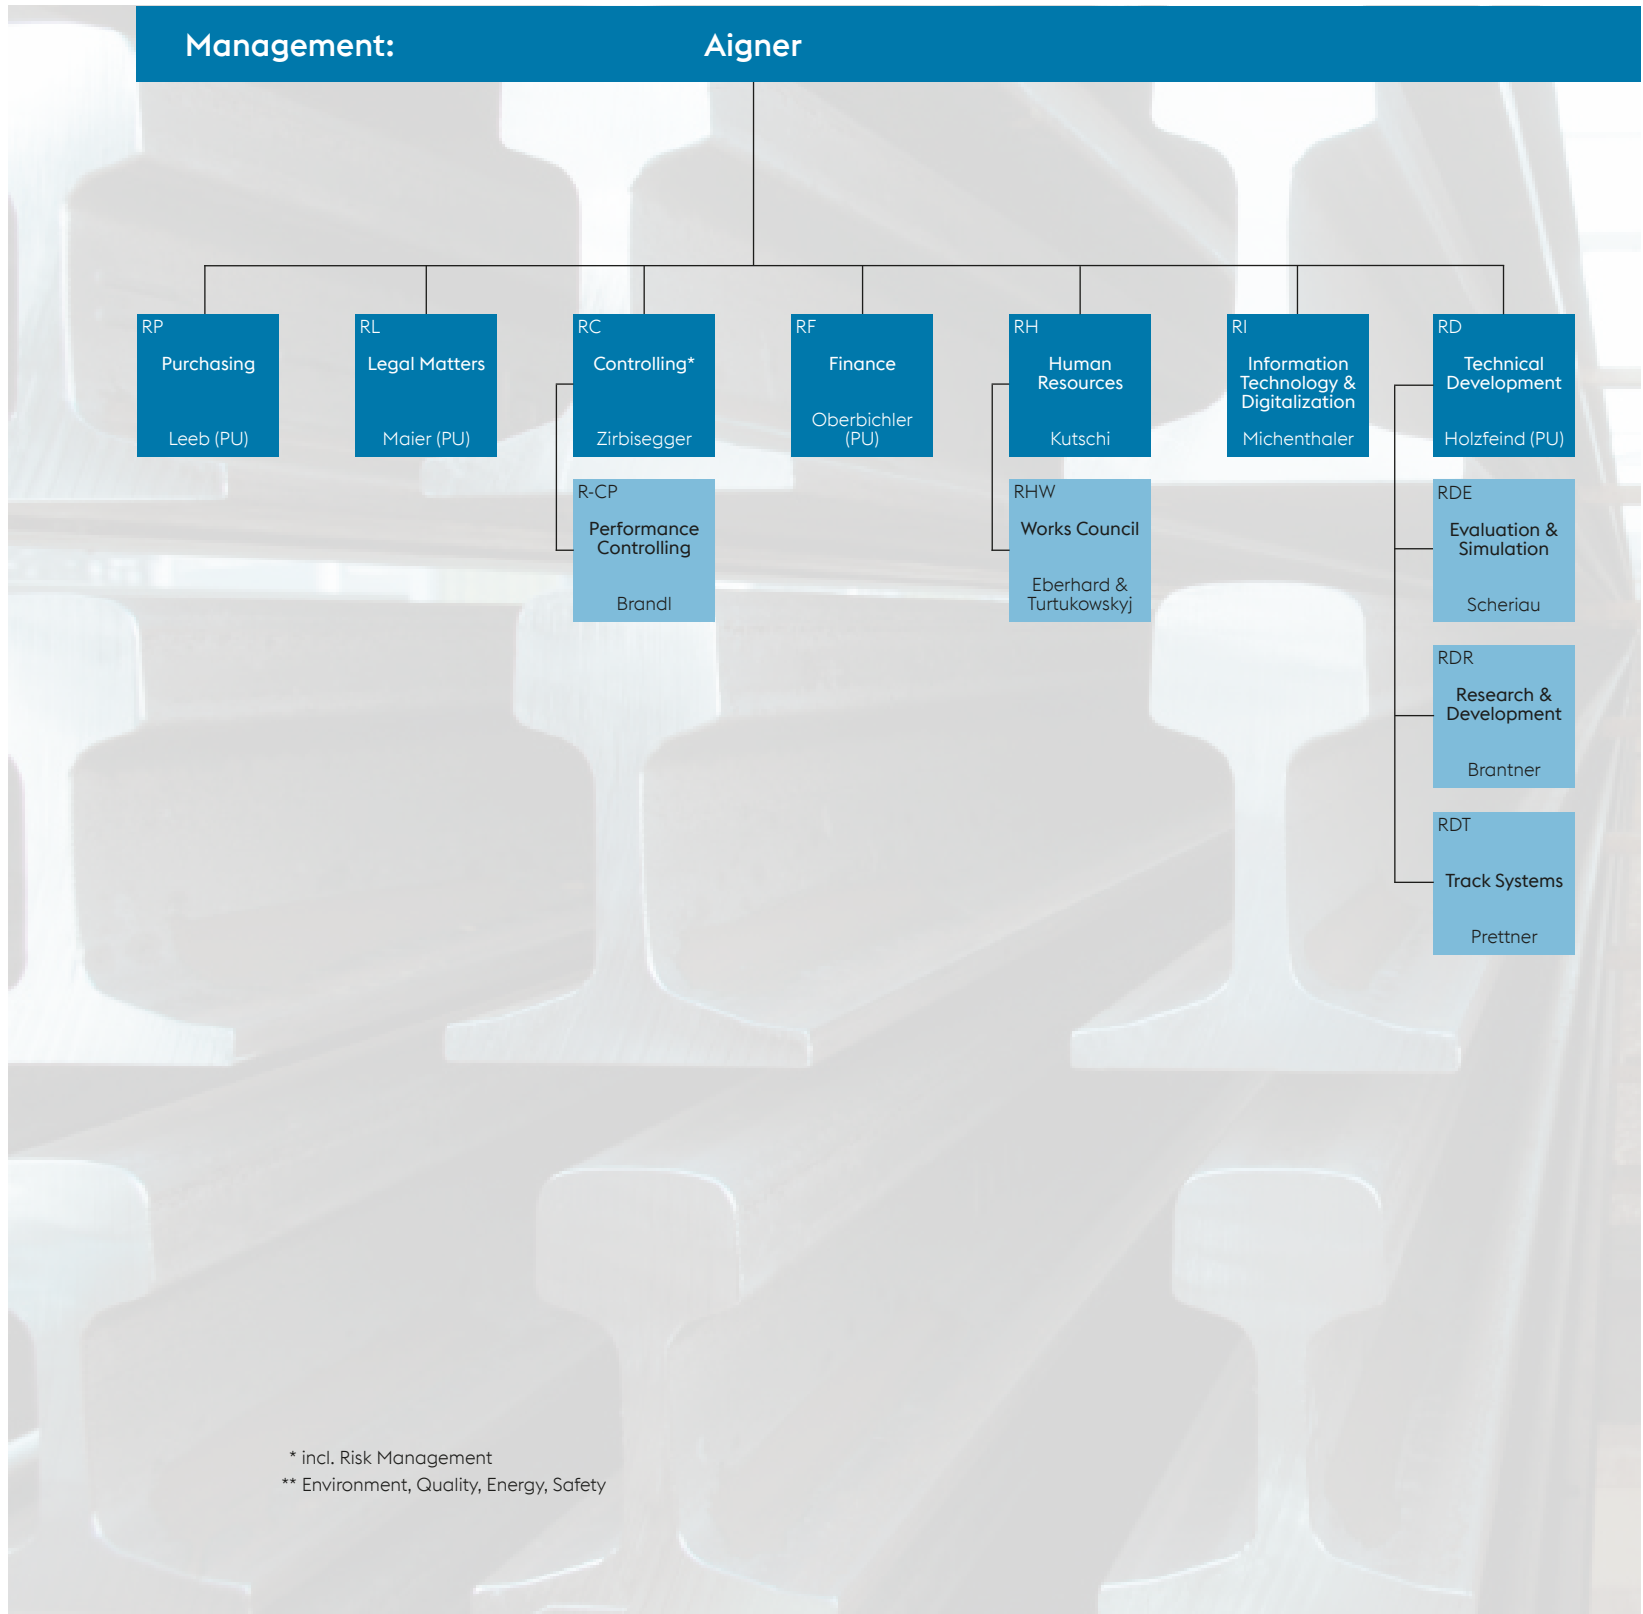 Management: Aigner
RP
Purchasing
Leeb (PU)
RL
Legal Matters
Maier (PU)
RC
Controlling*
Zirbisegger
RF
Finance
Oberbichler
(PU)
RH
Human
Resources
Kutschi
RI
Information
Technology &
Digitalization
Michenthaler
RD
Technical
Development
Holzfeind (PU)
R-CP
Performance
Controlling
Brandl
RHW
Works Council
Eberhard &
Turtukowskyj
RDE
Evaluation &
Simulation
Scheriau
RDR
Research &
Development
Brantner
RDT
Track Systems
Prettner
* incl. Risk Management
** Environment, Quality, Energy, Safety